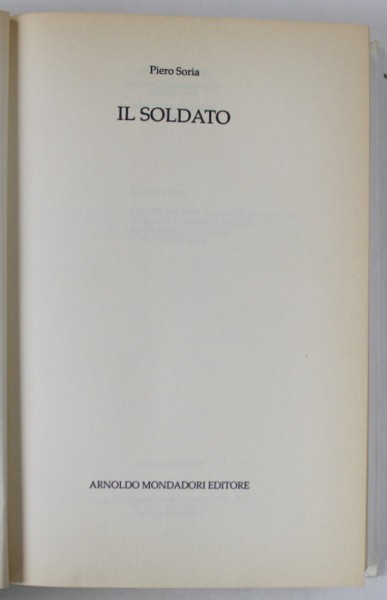 Piero Soria
IL SOLDATO
ARNOLDO MONDADORI EDITORE